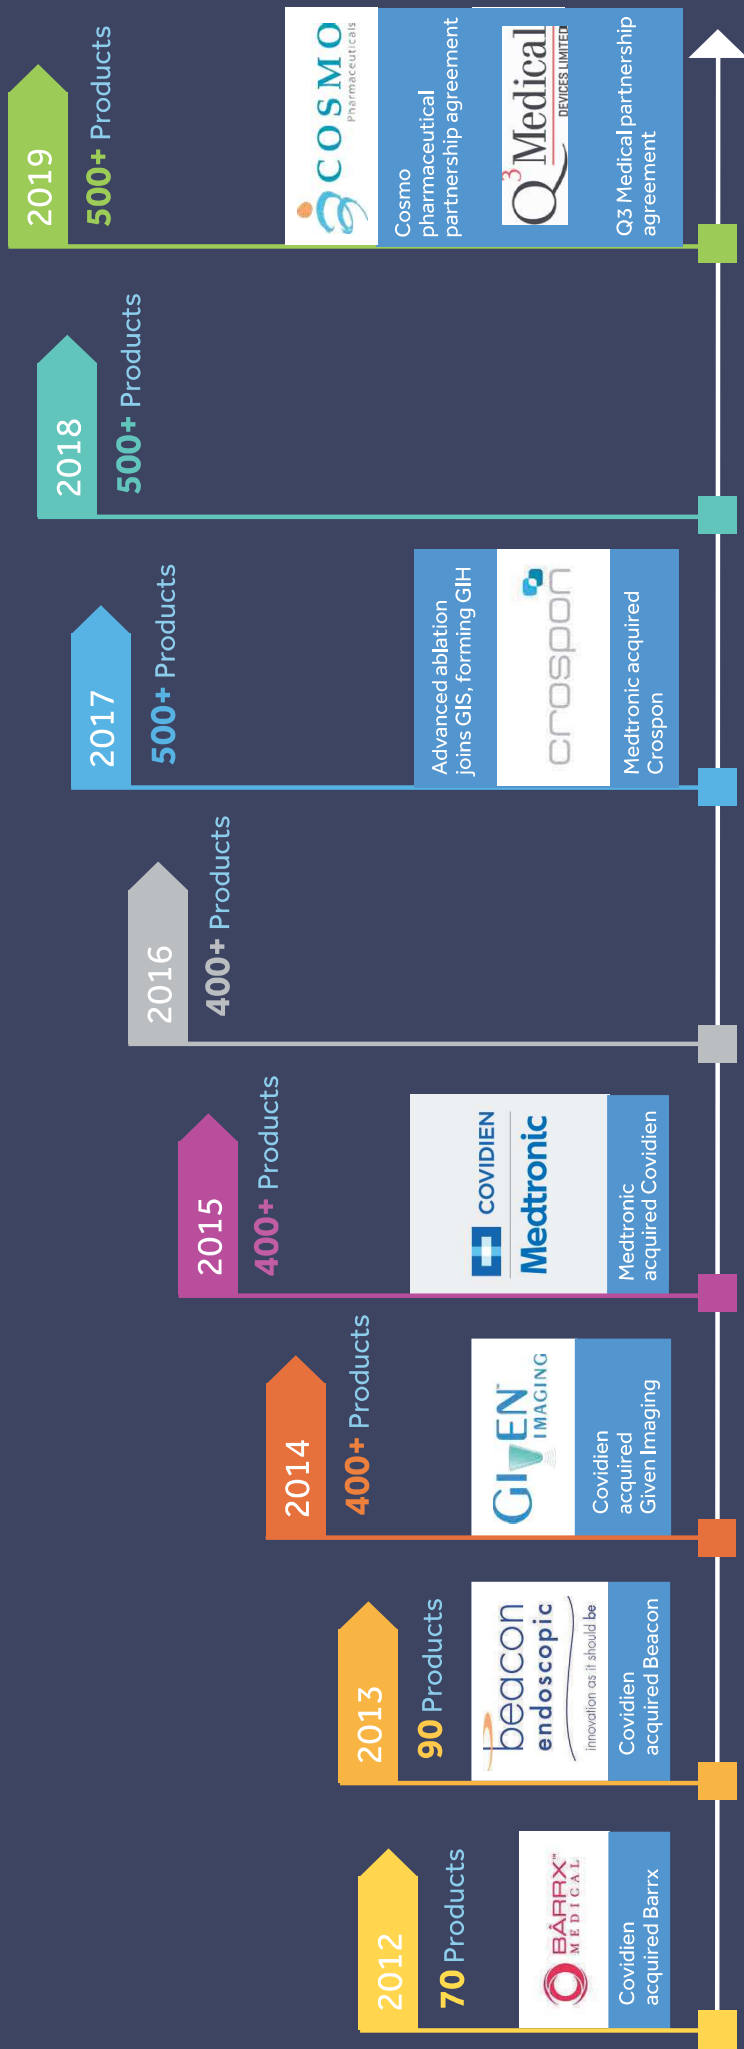 2012
70 Products
BÂRRX™
MEDICAL
Covidien
acquired Barrx
2013
90 Products
beacon
endoscopic
innovation as it should be
Covidien
acquired Beacon
2014
400+ Products
GIVEN™
IMAGING
Covidien
acquired
Given Imaging
2015
400+ Products
COVIDIEN
Medtronic
Medtronic
acquired Covidien
2016
400+ Products
2017
500+ Products
Advanced ablation
joins GIS, forming GIH
crospon
Medtronic acquired
Crospon
2018
500+ Products
2019
500+ Products
COSMO
Pharmaceuticals
Cosmo
pharmaceutical
partnership agreement
Q3 Medical
DEVICES LIMITED
Q3 Medical partnership
agreement